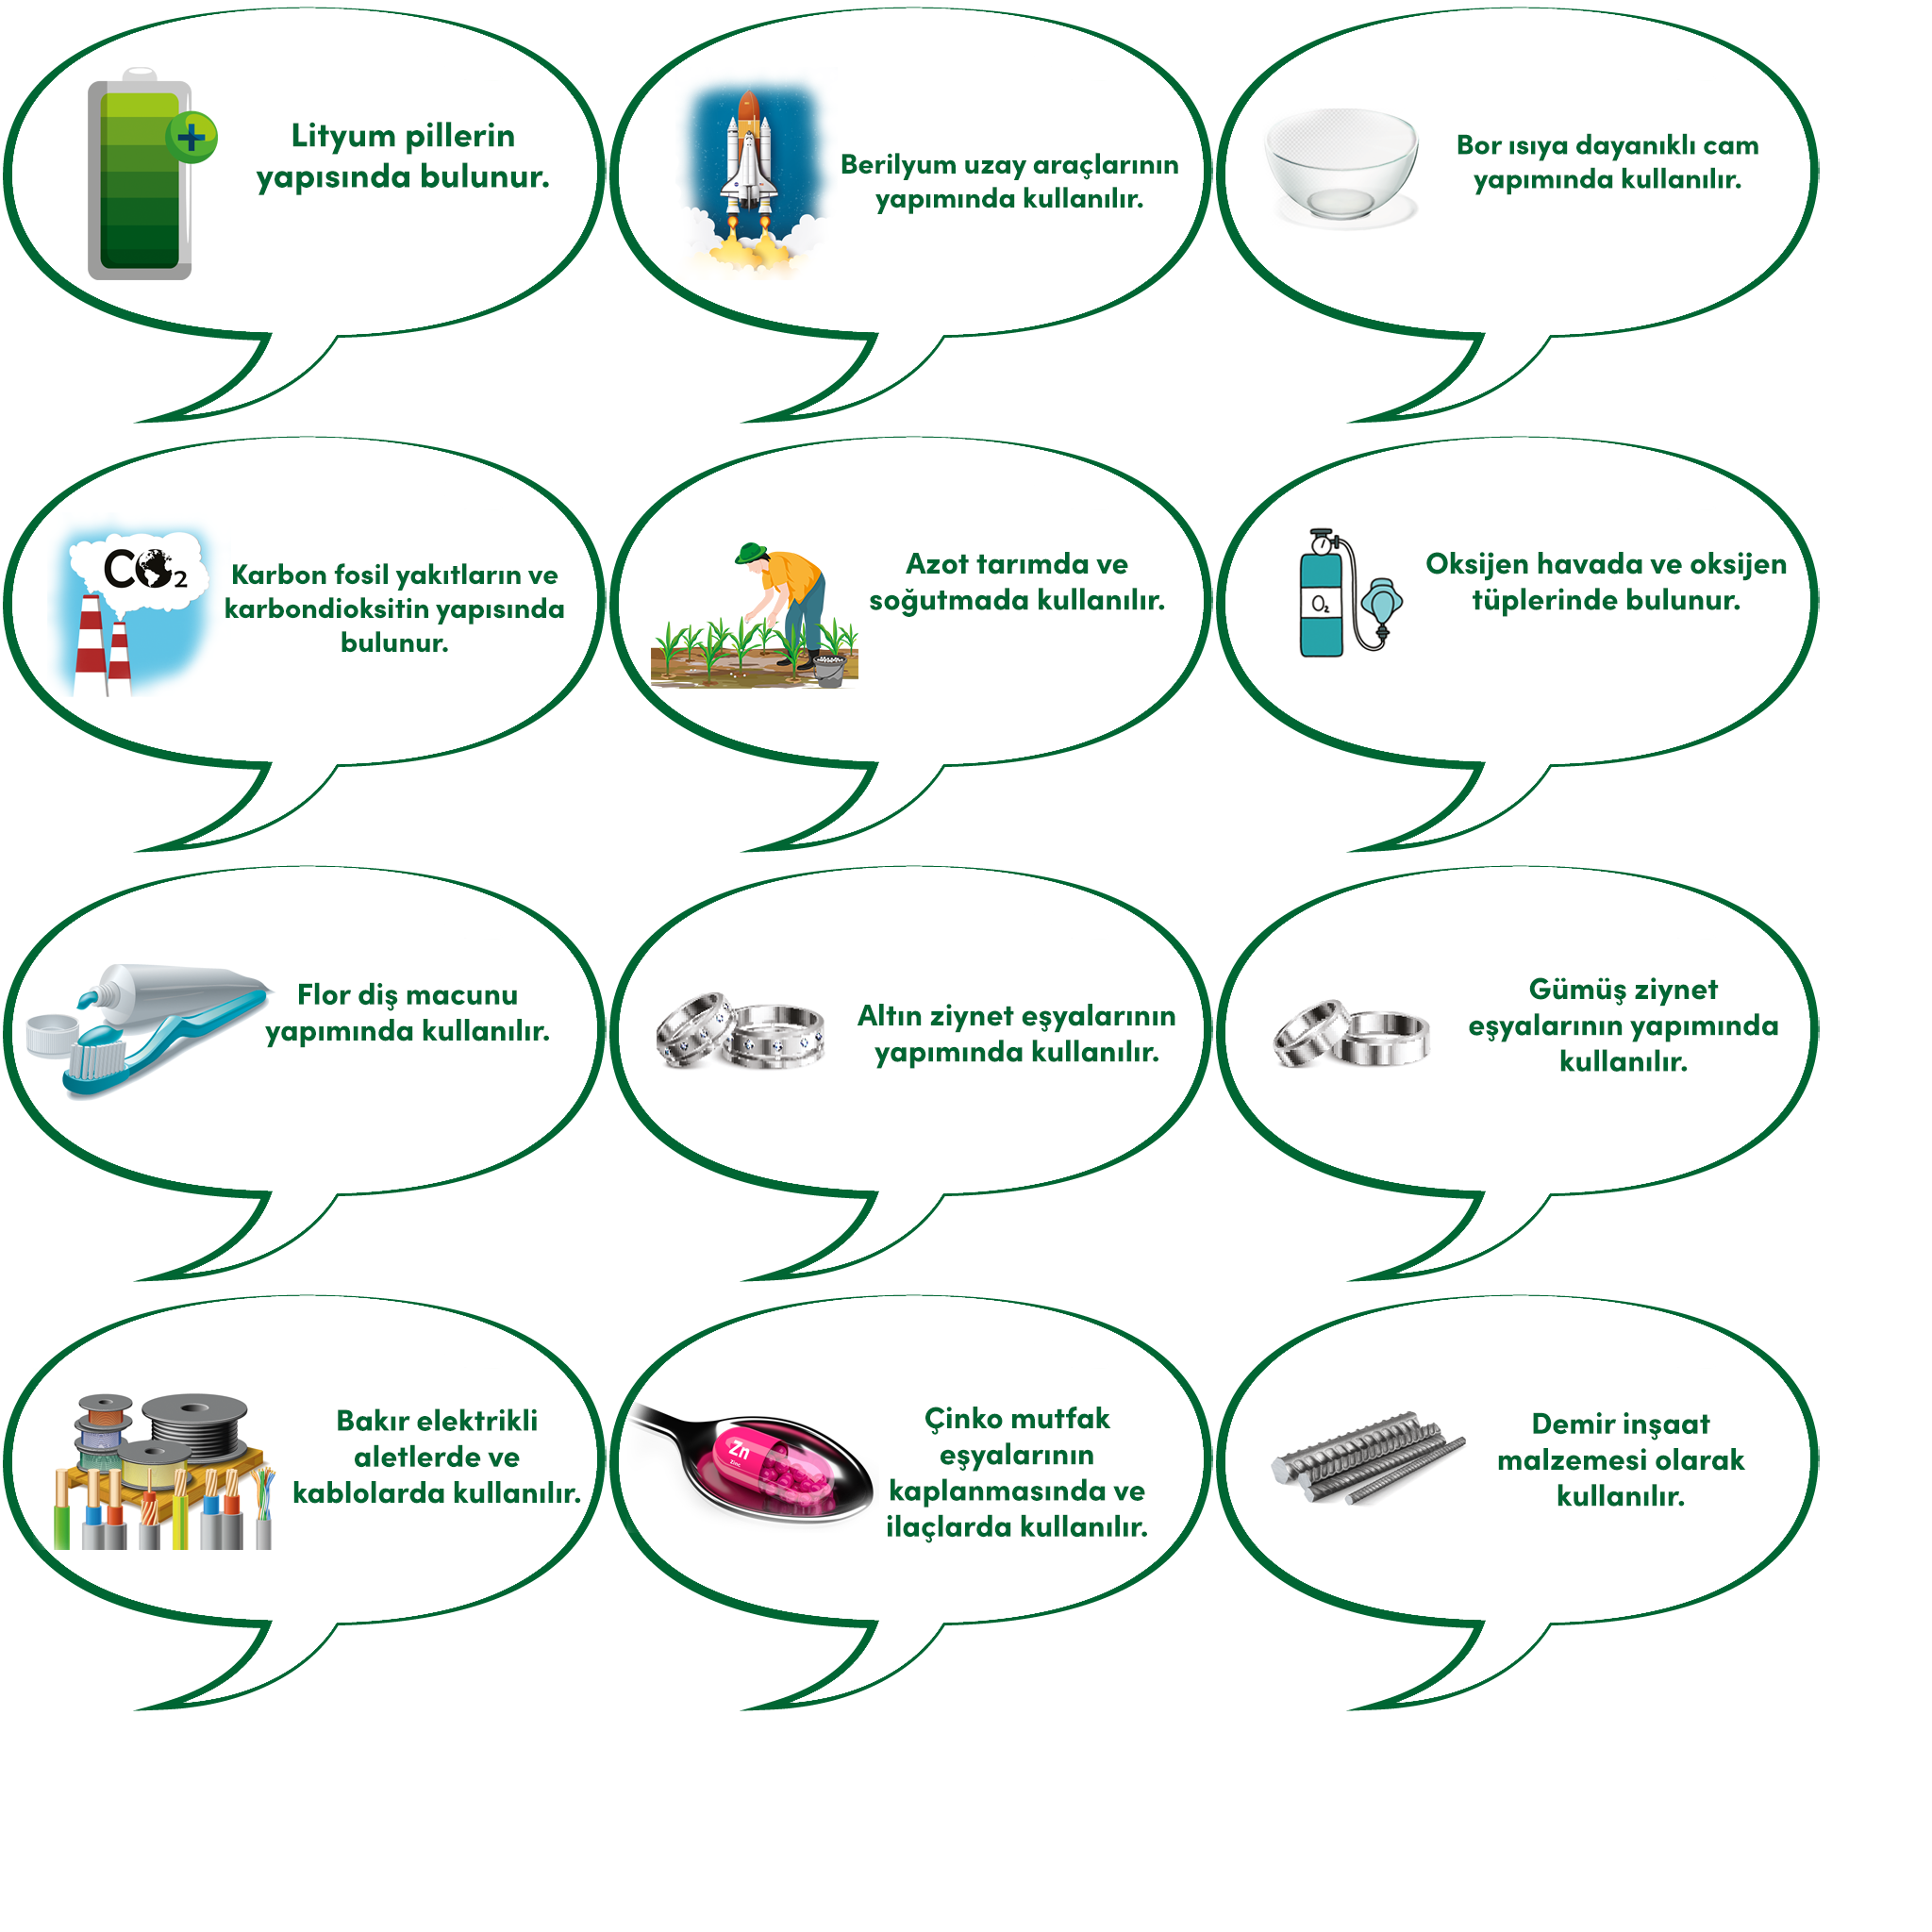 +
Lityum pillerin
yapısında bulunur.
Berilyum uzay araçlarının
yapımında kullanılır.
Bor ısıya dayanıklı cam
yapımında kullanılır.
CO2
Karbon fosil yakıtların ve
karbondioksitin yapısında
bulunur.
Azot tarımda ve
soğutmada kullanılır.
O2
Oksijen havada ve oksijen
tüplerinde bulunur.
Flor diş macunu
yapımında kullanılır.
Altın ziynet eşyalarının
yapımında kullanılır.
Gümüş ziynet
eşyalarının yapımında
kullanılır.
Bakır elektrikli
aletlerde ve
kablolarda kullanılır.
Zn
Zinc
Çinko mutfak
eşyalarının
kaplanmasında ve
ilaçlarda kullanılır.
Demir inşaat
malzemesi olarak
kullanılır.